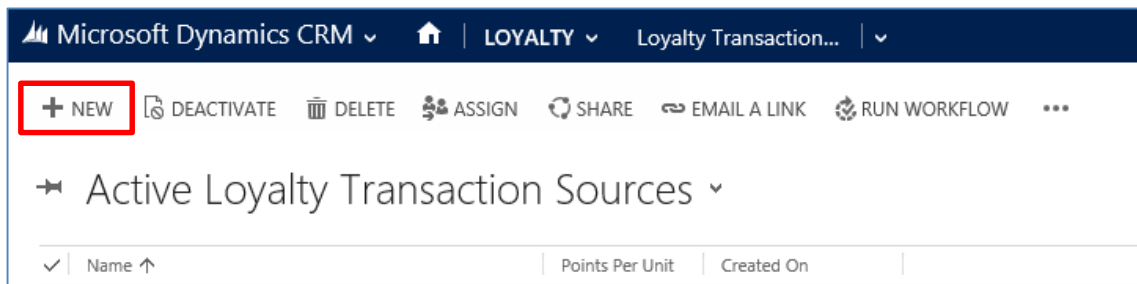 Microsoft Dynamics CRM LOYALTY Loyalty Transaction...
NEW DEACTIVATE DELETE ASSIGN SHARE EMAIL A LINK RUN WORKFLOW •••
Active Loyalty Transaction Sources
Name Points Per Unit Created On